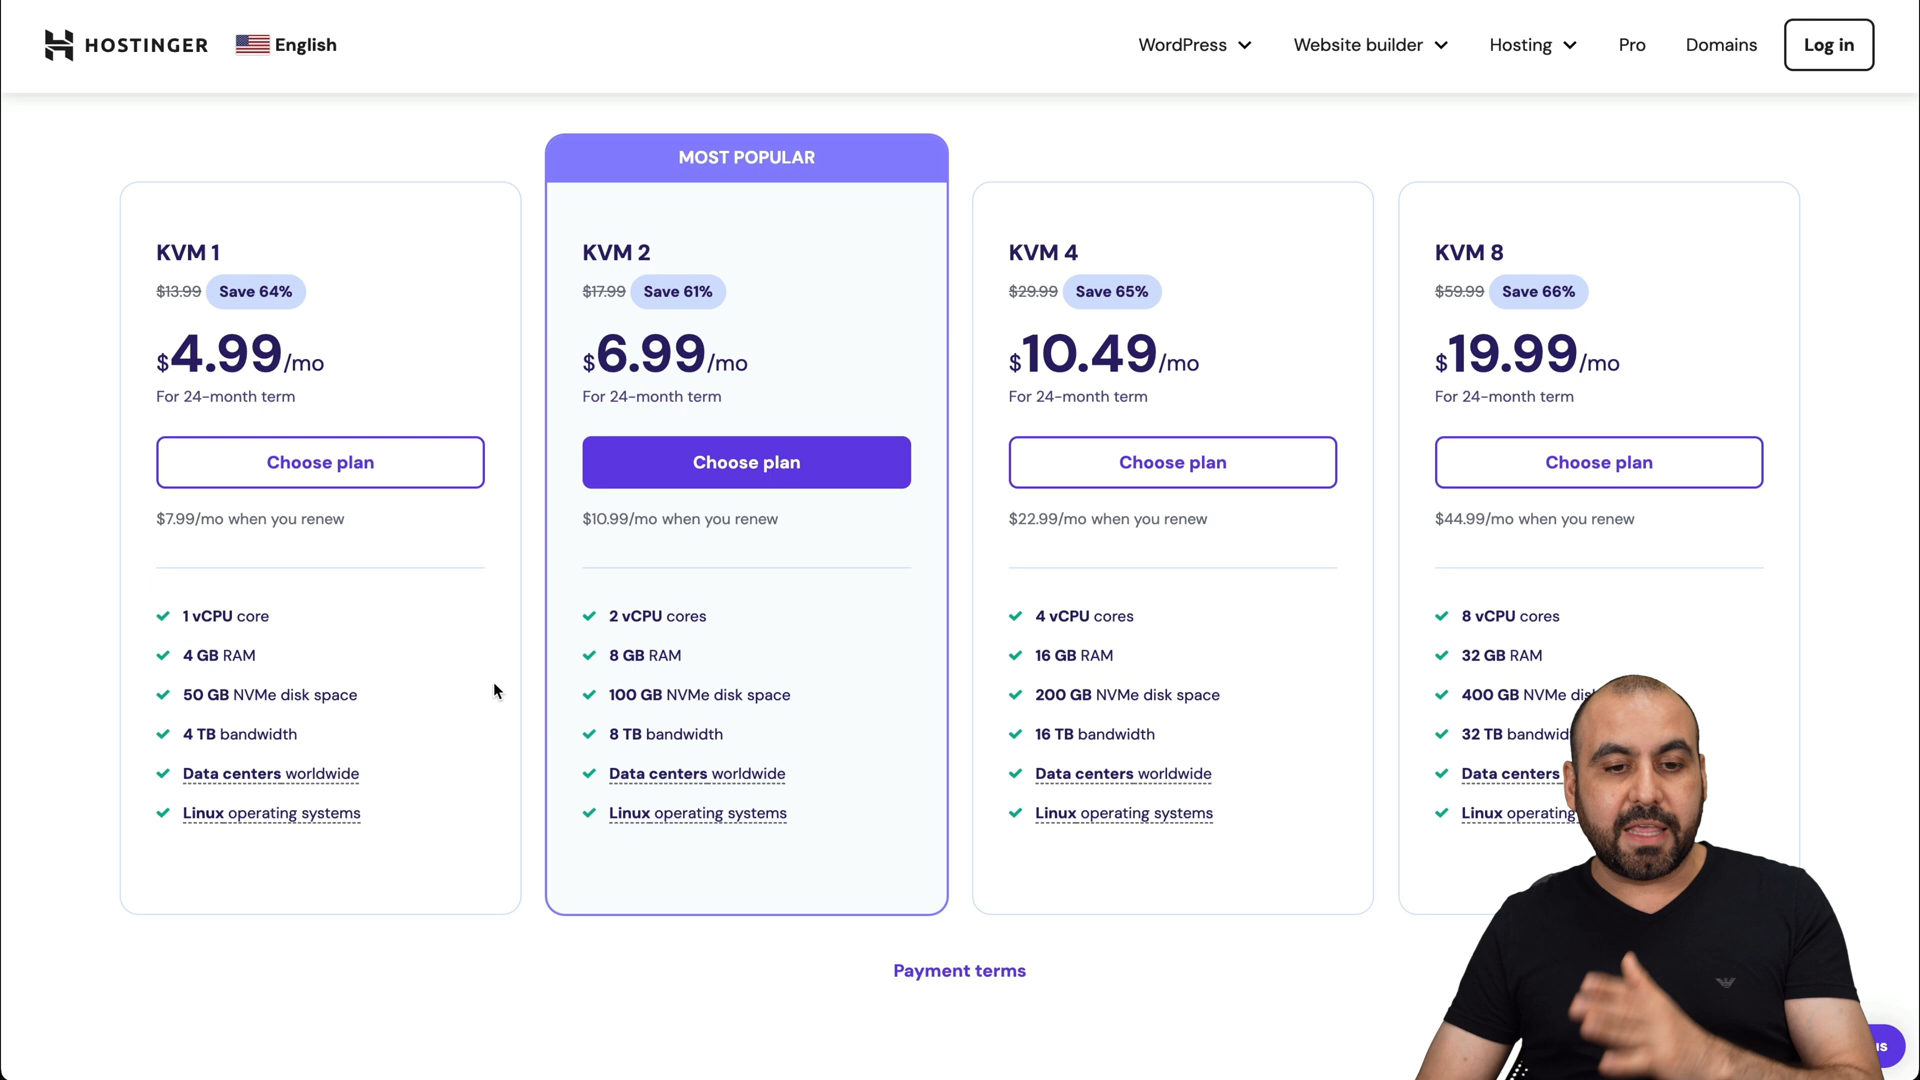 HOSTINGER
English
WordPress
Website builder
Hosting
Pro
Domains
Log in
MOST POPULAR
KVM 1
$13.99 Save 64%
$4.99/mo
For 24-month term
Choose plan
$7.99/mo when you renew
1 vCPU core
4 GB RAM
50 GB NVMe disk space
4 TB bandwidth
Data centers worldwide
Linux operating systems
KVM 2
$17.99 Save 61%
$6.99/mo
For 24-month term
Choose plan
$10.99/mo when you renew
2 vCPU cores
8 GB RAM
100 GB NVMe disk space
8 TB bandwidth
Data centers worldwide
Linux operating systems
KVM 4
$29.99 Save 65%
$10.49/mo
For 24-month term
Choose plan
$22.99/mo when you renew
4 vCPU cores
16 GB RAM
200 GB NVMe disk space
16 TB bandwidth
Data centers worldwide
Linux operating systems
KVM 8
$59.99 Save 66%
$19.99/mo
For 24-month term
Choose plan
$44.99/mo when you renew
8 vCPU cores
32 GB RAM
400 GB NVMe
32 TB
Data centers
Linux operating
Payment terms